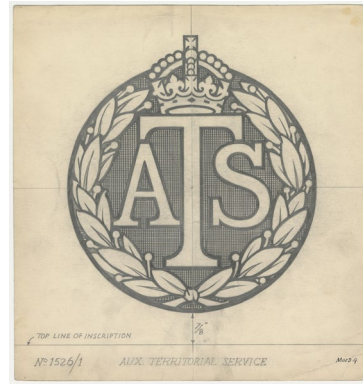 ATS
TOP LINE OF INSCRIPTION
Nº 1526/1 AUX. TERRITORIAL SERVICE